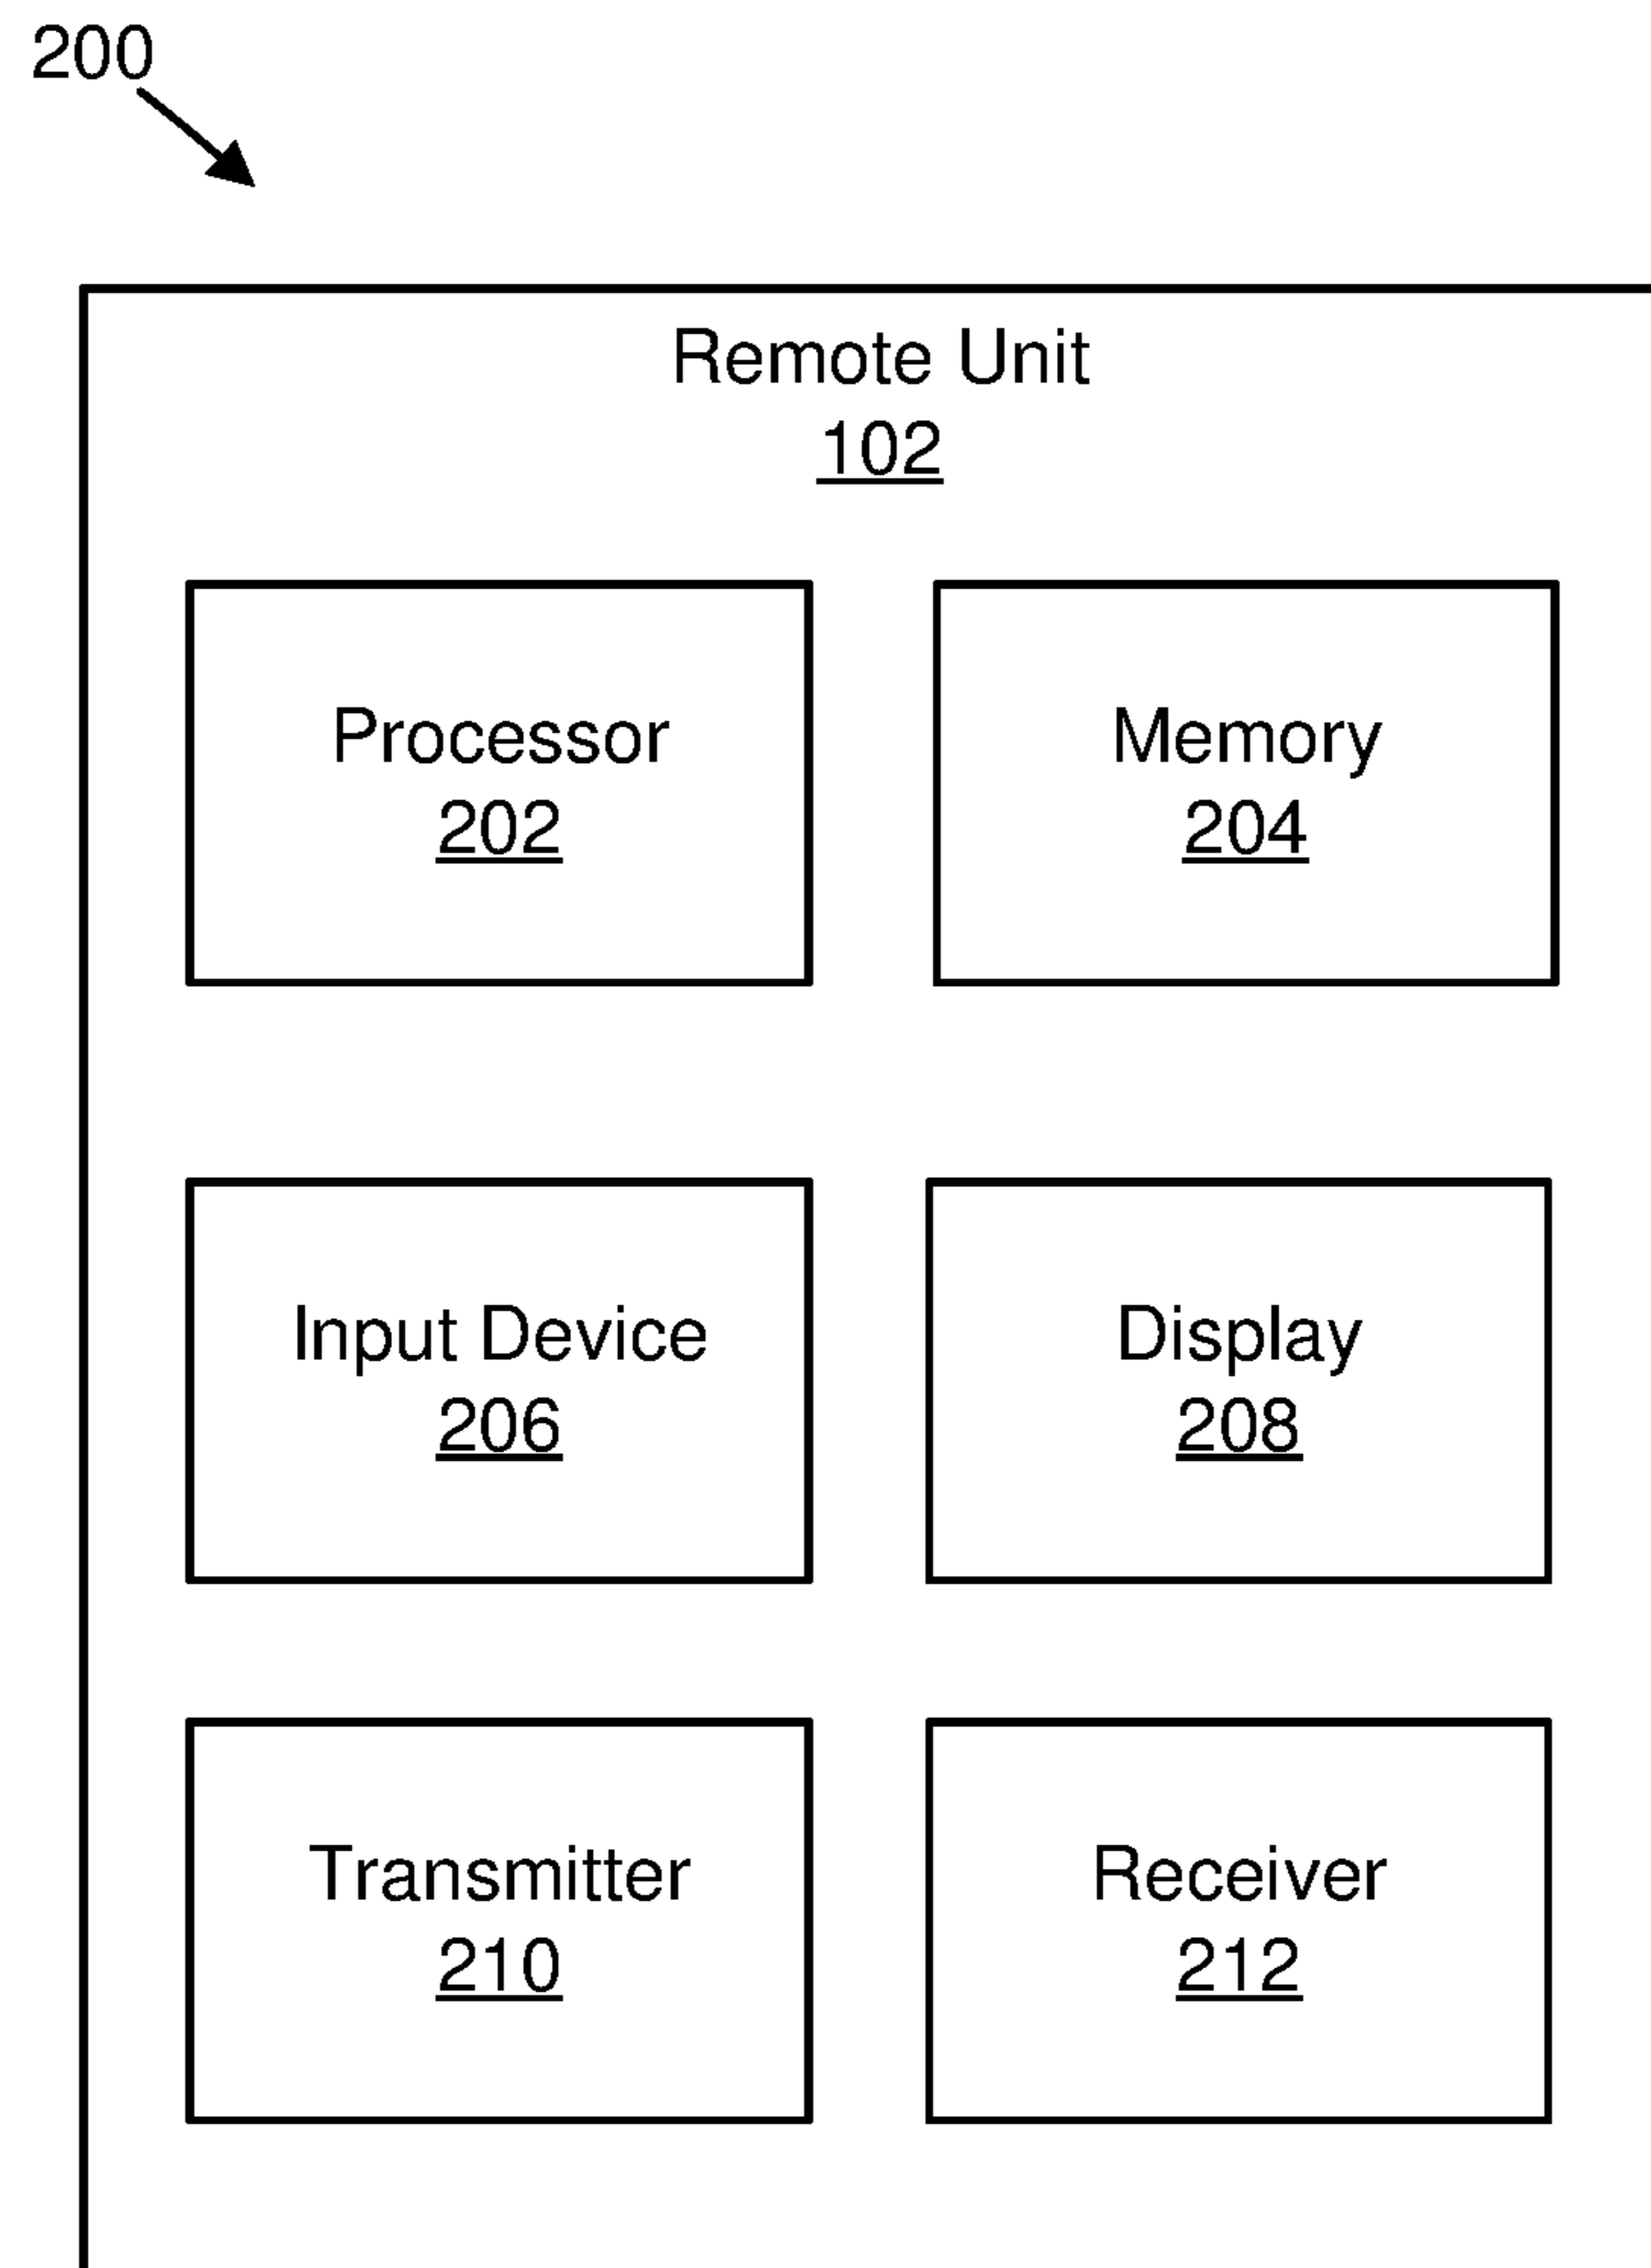 200
Remote Unit
102
Processor
202
Memory
204
Input Device
206
Display
208
Transmitter
210
Receiver
212